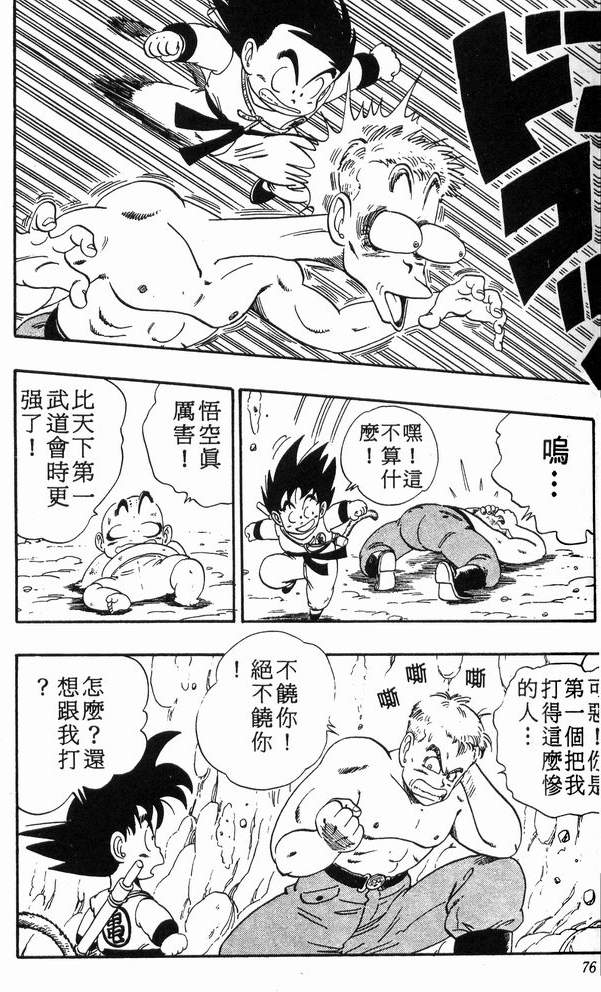 ド
嗚…
嘿！這
不算什
麼！
悟空真
厲害！
比天下第一
武道會時更
强了！
可惡！你是
第一個把我
打得這麼慘
的人…
嘶
嘶
嘶
不饒你！
絕不饒你
！
怎麼？還
想跟我打
？
76